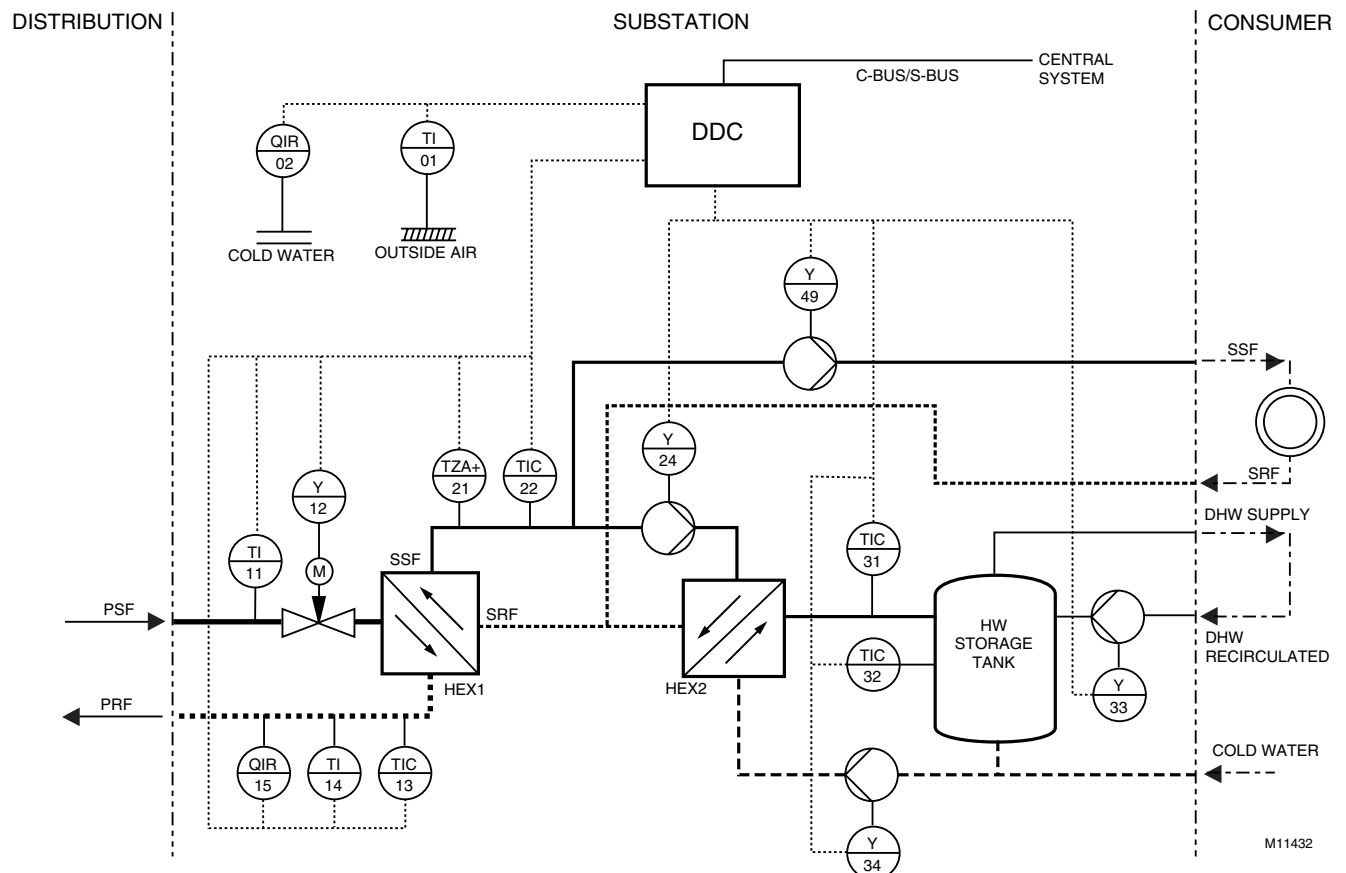 DISTRIBUTION
SUBSTATION
CONSUMER
C-BUS/S-BUS
CENTRAL
SYSTEM
DDC
QIR
02
TI
01
COLD WATER
OUTSIDE AIR
Y
49
SSF
Y
24
TZA+
21
TIC
22
Y
12
SRF
DHW SUPPLY
TI
11
M
SSF
TIC
31
PSF
SRF
HW
STORAGE
TANK
DHW
RECIRCULATED
TIC
32
HEX1
HEX2
Y
33
PRF
COLD WATER
QIR
15
TI
14
TIC
13
Y
34
M11432